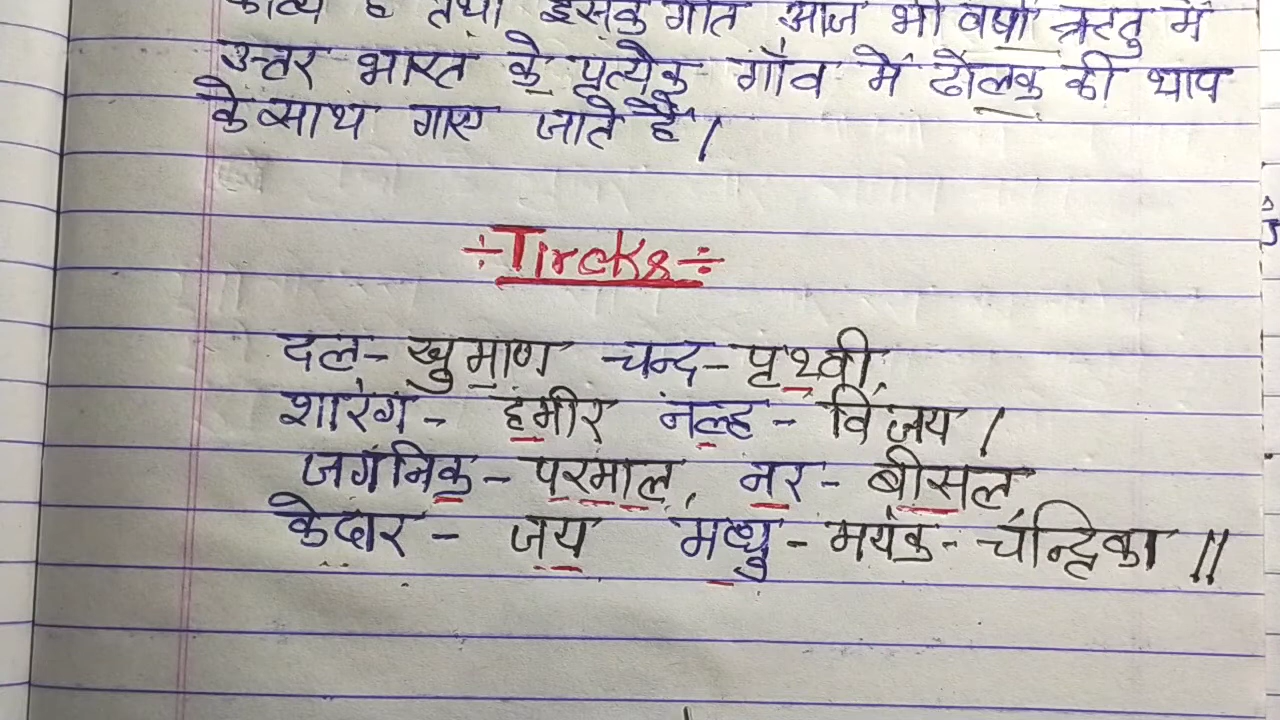 काव्य है तथा इसके गीत आज भी वर्षा ऋतु में
उत्तर भारत के प्रत्येक गाँव में ढोलक की थाप
के साथ गाए जाते हैं।
÷Tircks÷
दल- खुमाण चन्द-पृथ्वी,
शारंग- हमीर नल्ह- विजय।
जगनिक-परमाल, नर- बीसल
केदार- जय मधु-मयंक-चन्द्रिका॥